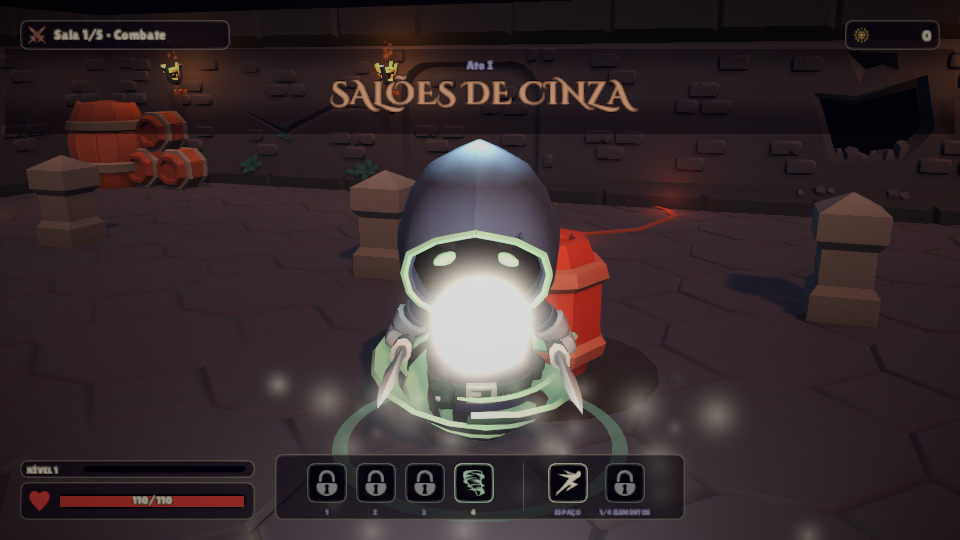 Sala 1/5 - Combate
0
Ato I
SALÕES DE CINZA
NÍVEL 1
110/110
1
2
3
4
ESPAÇO
1/4 ELEMENTOS